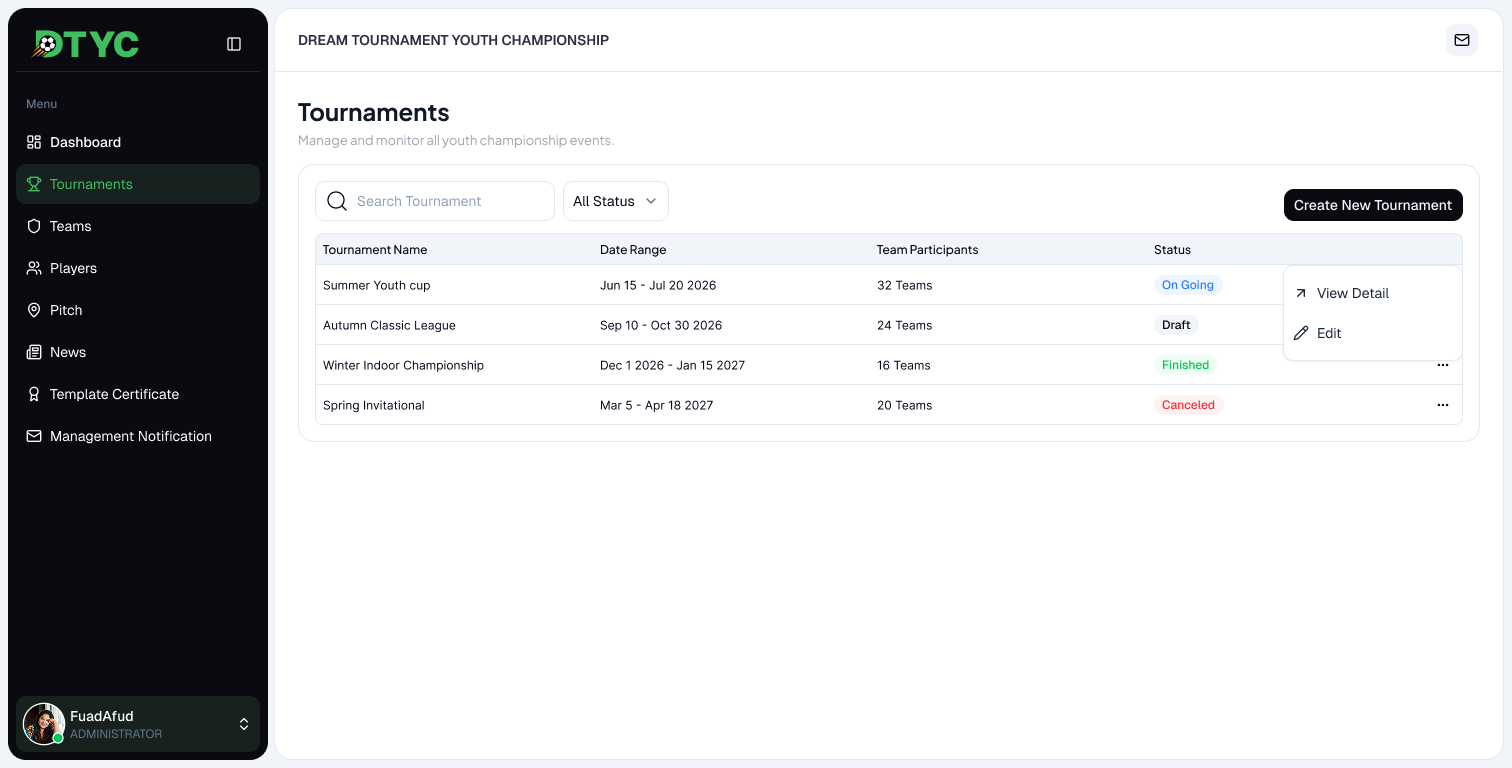 DTYC
DREAM TOURNAMENT YOUTH CHAMPIONSHIP
Menu
Dashboard
Tournaments
Teams
Players
Pitch
News
Template Certificate
Management Notification
FuadAfud
ADMINISTRATOR
Tournaments
Manage and monitor all youth championship events.
Search Tournament
All Status
Create New Tournament
Tournament Name Date Range Team Participants Status
Summer Youth cup Jun 15 - Jul 20 2026 32 Teams On Going
Autumn Classic League Sep 10 - Oct 30 2026 24 Teams Draft
Winter Indoor Championship Dec 1 2026 - Jan 15 2027 16 Teams Finished
Spring Invitational Mar 5 - Apr 18 2027 20 Teams Canceled
View Detail
Edit